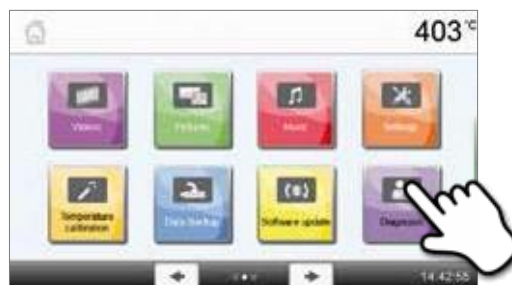 403 °C
Videos
Pictures
Music
Settings
Temperature
calibration
Data backup
Software update
Diagnosis
14:42:55